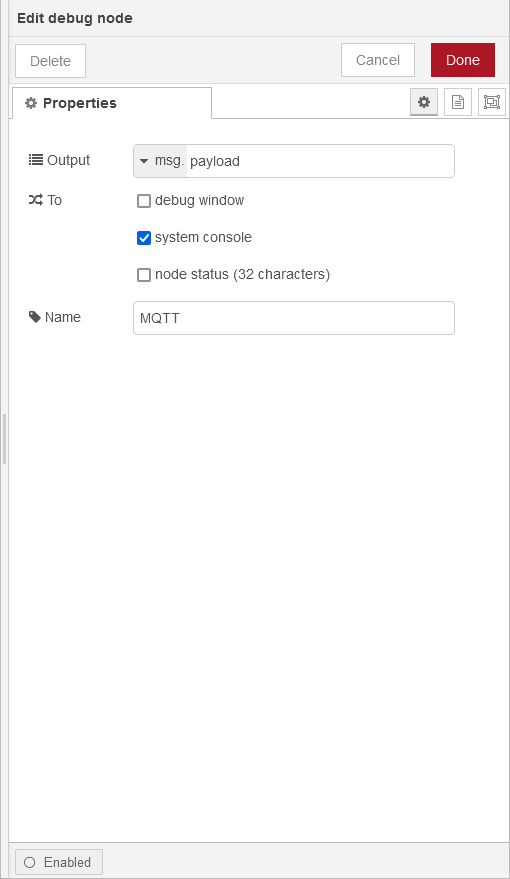 Edit debug node
Delete Cancel Done
Properties
Output msg. payload
To debug window
system console
node status (32 characters)
Name MQTT
Enabled